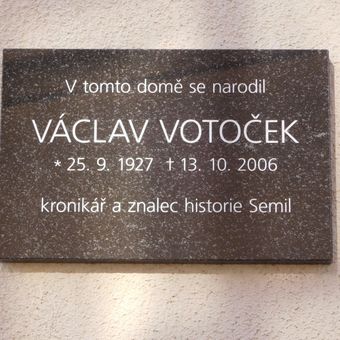 V tomto domě se narodil
VÁCLAV VOTOČEK
* 25. 9. 1927 † 13. 10. 2006
kronikář a znalec historie Semil